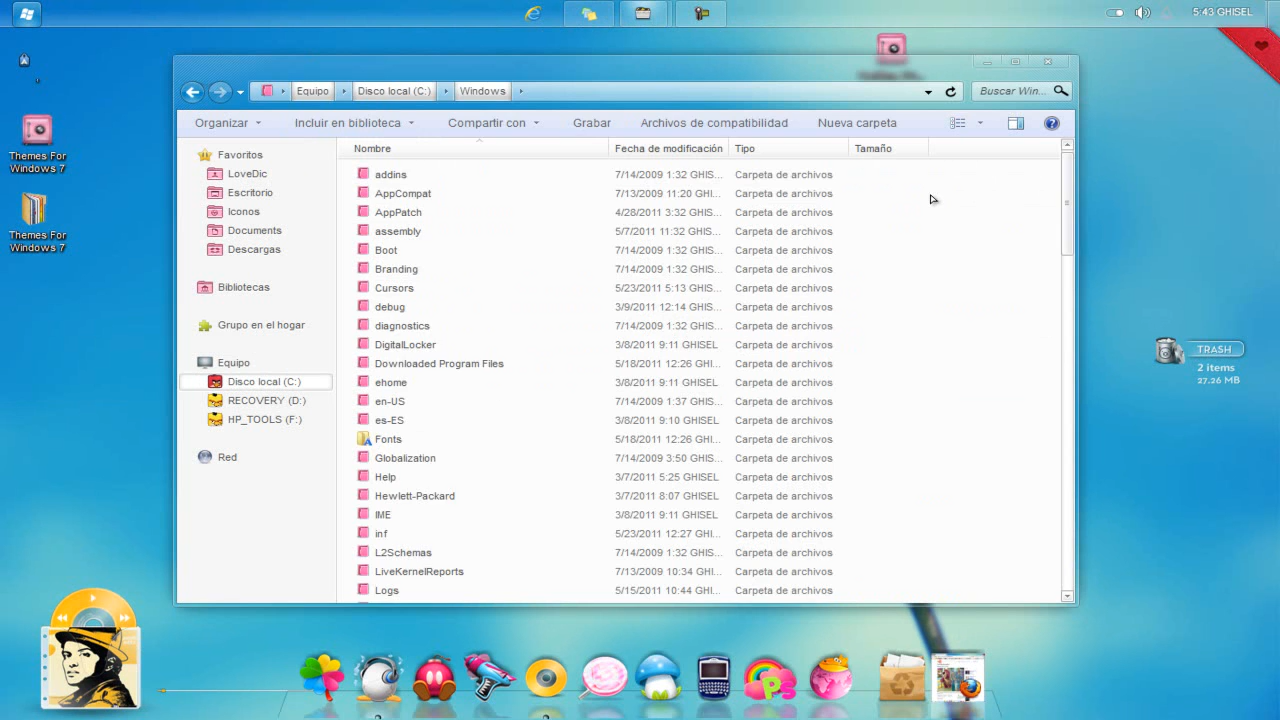 5:43 GHISEL
Themes For
Windows 7
Themes For
Windows 7
Equipo
Disco local (C:)
Windows
Buscar Win...
Organizar
Incluir en biblioteca
Compartir con
Grabar
Archivos de compatibilidad
Nueva carpeta
Favoritos
LoveDic
Escritorio
Iconos
Documents
Descargas
Bibliotecas
Grupo en el hogar
Equipo
Disco local (C:)
RECOVERY (D:)
HP_TOOLS (F:)
Red
Nombre Fecha de modificación Tipo Tamaño
addins 7/14/2009 1:32 GHIS... Carpeta de archivos
AppCompat 7/13/2009 11:20 GHIS... Carpeta de archivos
AppPatch 4/28/2011 3:32 GHIS... Carpeta de archivos
assembly 5/7/2011 11:32 GHIS... Carpeta de archivos
Boot 7/14/2009 1:32 GHIS... Carpeta de archivos
Branding 7/14/2009 1:32 GHIS... Carpeta de archivos
Cursors 5/23/2011 5:13 GHIS... Carpeta de archivos
debug 3/9/2011 12:14 GHIS... Carpeta de archivos
diagnostics 7/14/2009 1:32 GHIS... Carpeta de archivos
DigitalLocker 3/8/2011 9:11 GHISEL Carpeta de archivos
Downloaded Program Files 5/18/2011 12:26 GHI... Carpeta de archivos
ehome 3/8/2011 9:11 GHISEL Carpeta de archivos
en-US 7/14/2009 1:37 GHIS... Carpeta de archivos
es-ES 3/8/2011 9:10 GHISEL Carpeta de archivos
Fonts 5/18/2011 12:26 GHI... Carpeta de archivos
Globalization 7/14/2009 3:50 GHIS... Carpeta de archivos
Help 3/7/2011 5:25 GHISEL Carpeta de archivos
Hewlett-Packard 3/7/2011 8:07 GHISEL Carpeta de archivos
IME 3/8/2011 9:11 GHISEL Carpeta de archivos
inf 5/23/2011 12:27 GHI... Carpeta de archivos
L2Schemas 7/14/2009 1:32 GHIS... Carpeta de archivos
LiveKernelReports 7/13/2009 10:34 GHI... Carpeta de archivos
Logs 5/15/2011 10:44 GHI... Carpeta de archivos
TRASH
2 items
27.26 MB